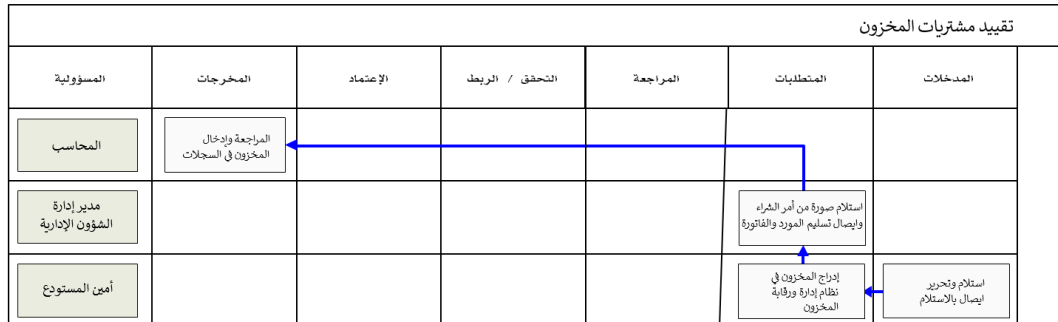 تقييد مشتريات المخزون
المدخلات
المتطلبات
المراجعة
التحقق / الربط
الإعتماد
المخرجات
المسؤولية
المراجعة وإدخال
المخزون في السجلات
المحاسب
استلام صورة من أمر الشراء
وايصال تسليم المورد والفاتورة
مدير إدارة
الشؤون الإدارية
استلام وتحرير
ايصال بالاستلام
إدراج المخزون في
نظام إدارة ورقابة
المخزون
أمين المستودع